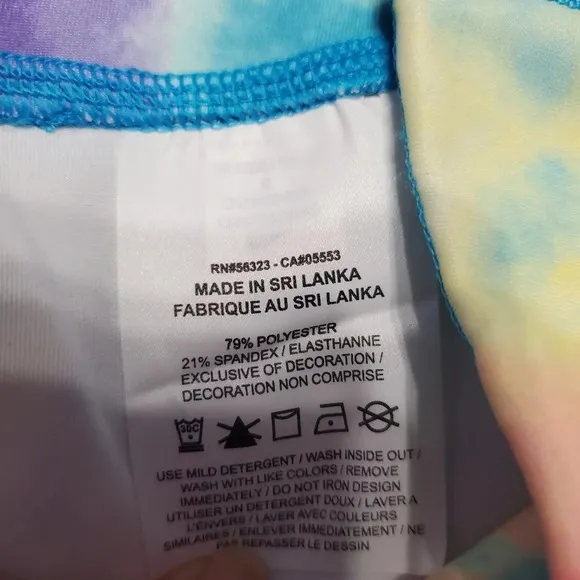 RN#56323 - CA#05553
MADE IN SRI LANKA
FABRIQUE AU SRI LANKA
79% POLYESTER
21% SPANDEX / ELASTHANNE
EXCLUSIVE OF DECORATION /
DECORATION NON COMPRISE
30C
USE MILD DETERGENT / WASH INSIDE OUT /
WASH WITH LIKE COLORS / REMOVE
IMMEDIATELY / DO NOT IRON DESIGN
UTILISER UN DETERGENT DOUX / LAVER A
L'ENVERS / LAVER AVEC COULEURS
SIMILAIRES / ENLEVER IMMEDIATEMENT / NE
PAS REPASSER LE DESSIN